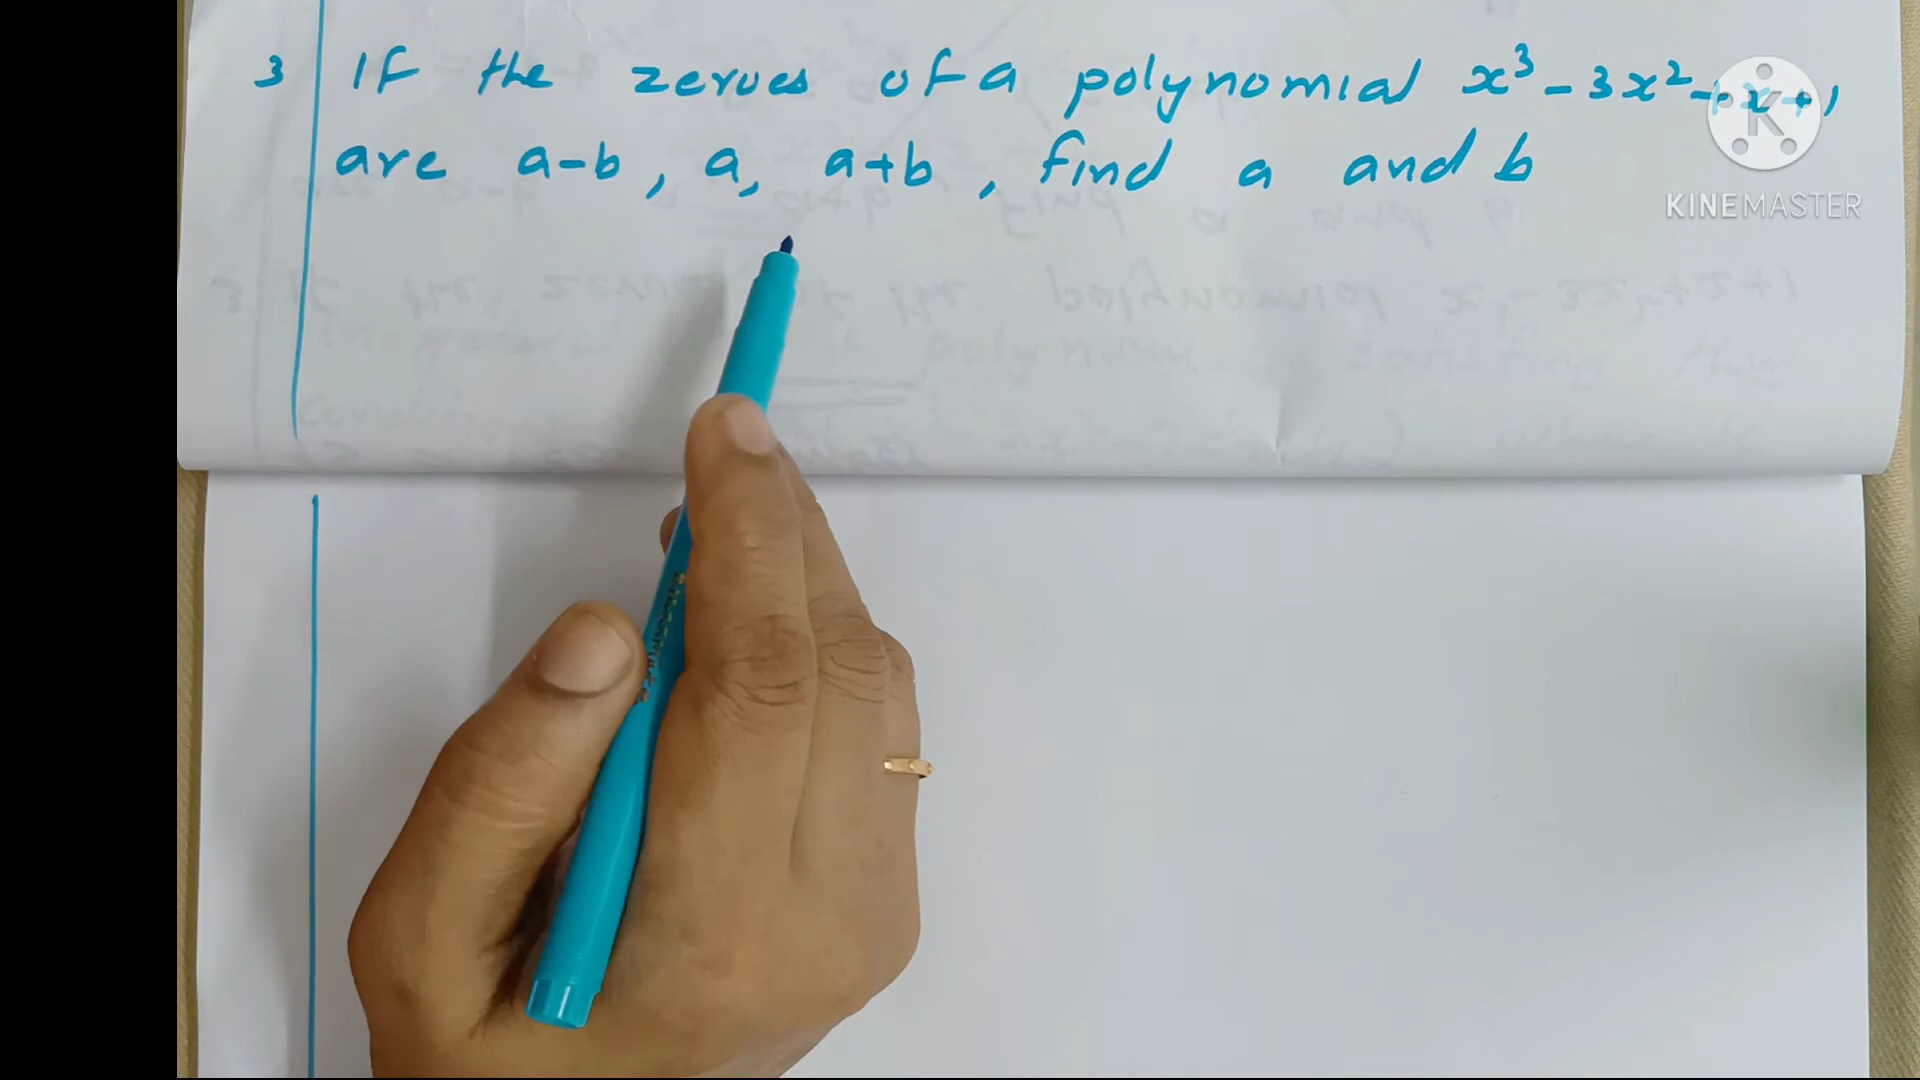 3 If the zeroes of a polynomial x³-3x²+x+1
are a-b, a, a+b, find a and b
KINEMASTER